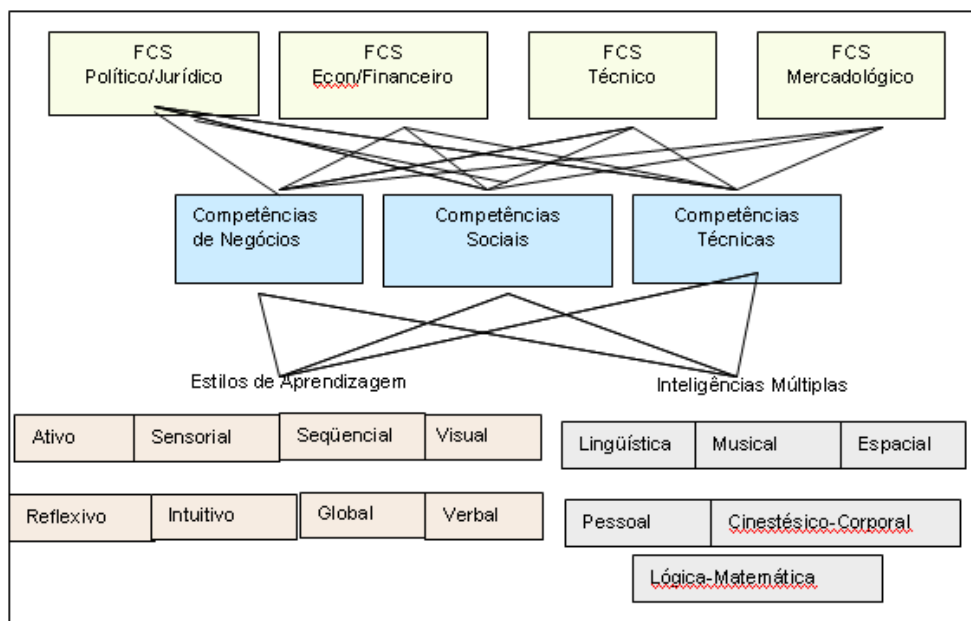 FCS
Político/Jurídico
FCS
Econ/Financeiro
FCS
Técnico
FCS
Mercadológico
Competências
de Negócios
Competências
Sociais
Competências
Técnicas
Estilos de Aprendizagem
Inteligências Múltiplas
Ativo
Sensorial
Seqüencial
Visual
Lingüística
Musical
Espacial
Reflexivo
Intuitivo
Global
Verbal
Pessoal
Cinestésico-Corporal
Lógica-Matemática